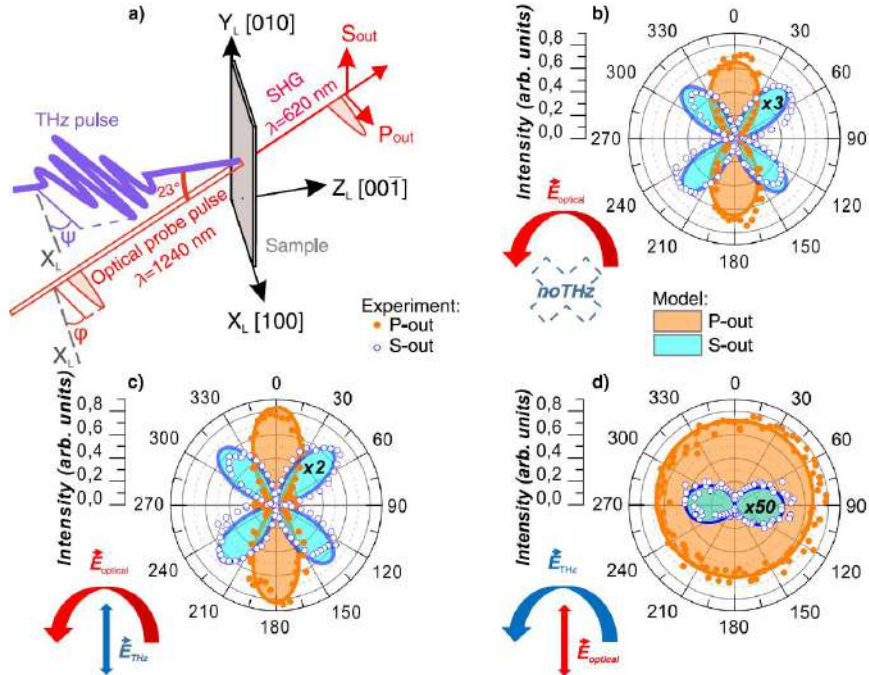 a)
Y_L [010]
S_out
SHG
λ=620 nm
P_out
THz pulse
23°
Z_L [001̄]
ψ
Optical probe pulse
λ=1240 nm
Sample
X_L
φ
X_L
X_L [100]
Experiment:
P-out
S-out
b)
Intensity (arb. units)
0,8
0,6
0,4
0,2
0,0
0
30
60
90
120
150
180
210
240
270
300
330
x3
E_optical
noTHz
Model:
P-out
S-out
c)
Intensity (arb. units)
0,8
0,6
0,4
0,2
0,0
0
30
60
90
120
150
180
210
240
270
300
330
x2
E_optical
E_THz
d)
Intensity (arb. units)
0,8
0,6
0,4
0,2
0,0
0
30
60
90
120
150
180
210
240
270
300
330
x50
E_THz
E_optical